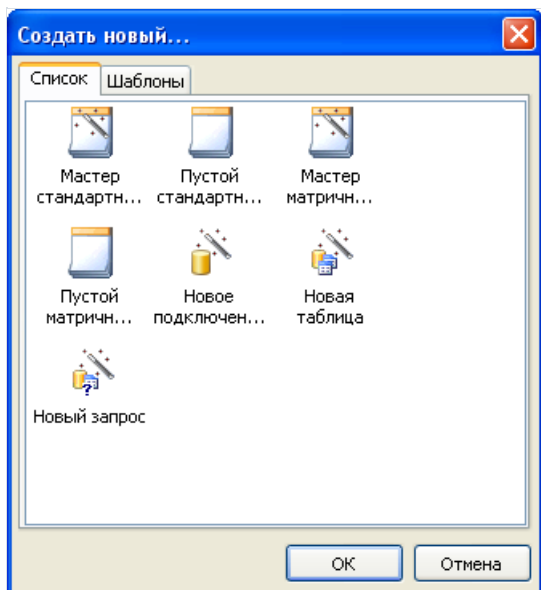 Создать новый...
Список Шаблоны
Мастер стандартн...
Пустой стандартн...
Мастер матричн...
Пустой матричн...
Новое подключен...
Новая таблица
Новый запрос
ОК Отмена